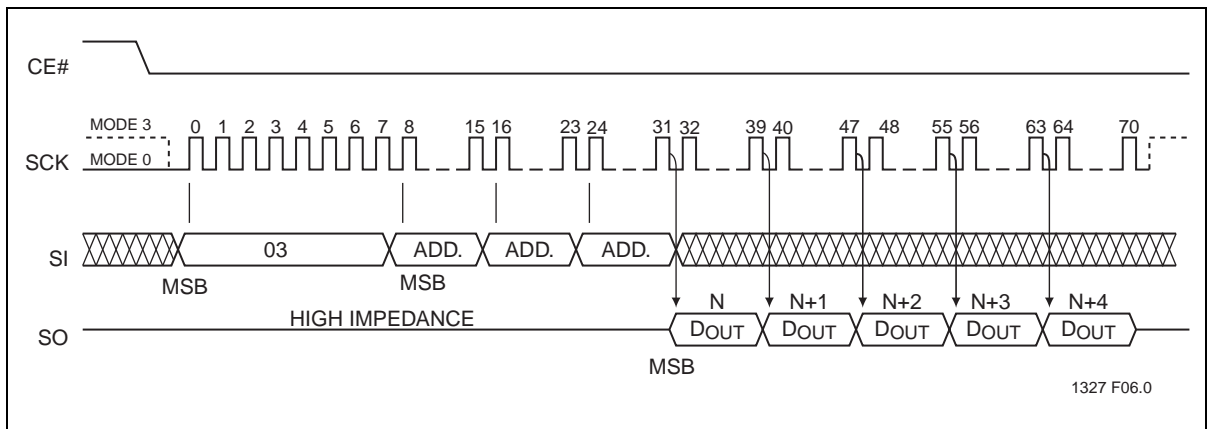 CE#
MODE 3
0 1 2 3 4 5 6 7 8 15 16 23 24 31 32 39 40 47 48 55 56 63 64 70
SCK
MODE 0
SI
03 ADD. ADD. ADD.
MSB MSB
N N+1 N+2 N+3 N+4
HIGH IMPEDANCE
SO
DOUT DOUT DOUT DOUT DOUT
MSB
1327 F06.0